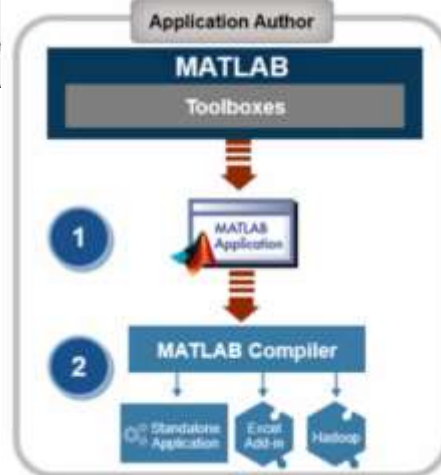 Application Author
MATLAB
Toolboxes
1
MATLAB
Application
2
MATLAB Compiler
Standalone
Application
Excel
Add-in
Hadoop